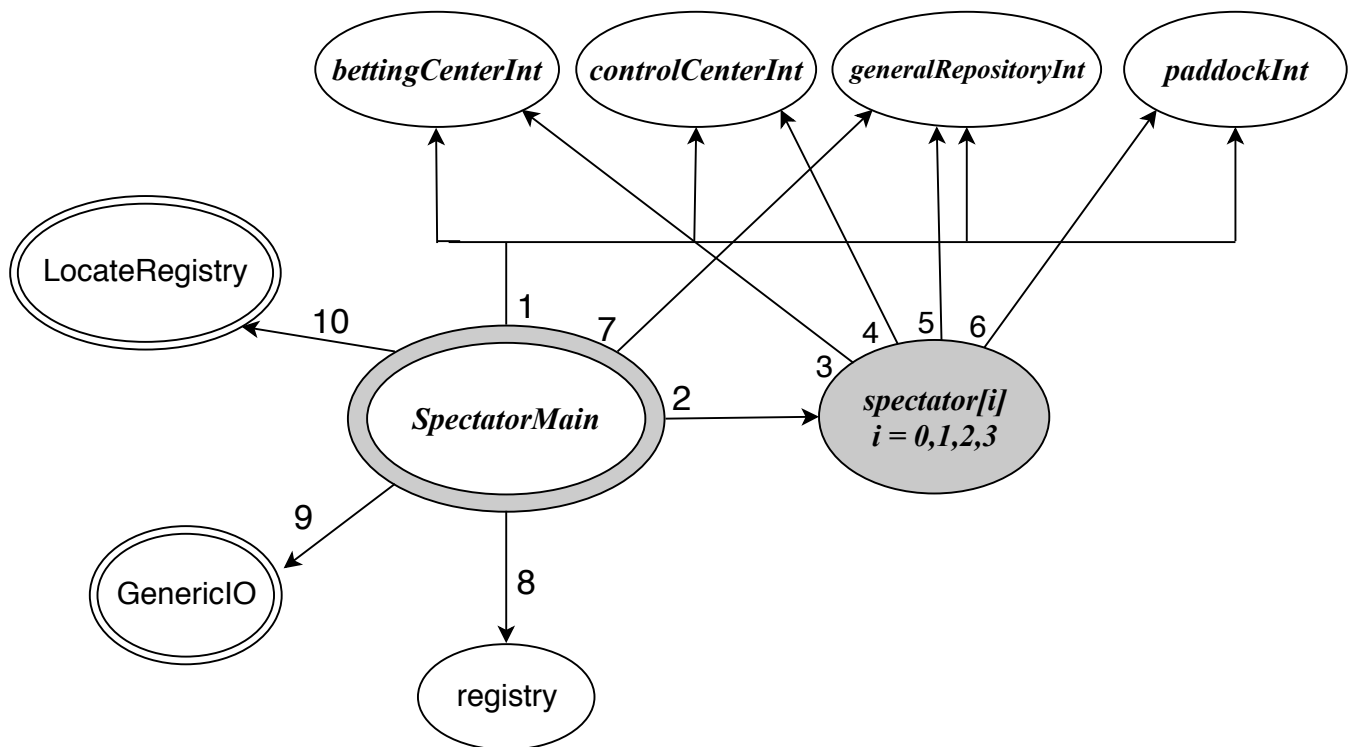 bettingCenterInt
controlCenterInt
generalRepositoryInt
paddockInt
LocateRegistry
10
1
7
2
3
4
5
6
SpectatorMain
spectator[i]
i = 0,1,2,3
9
8
GenericIO
registry